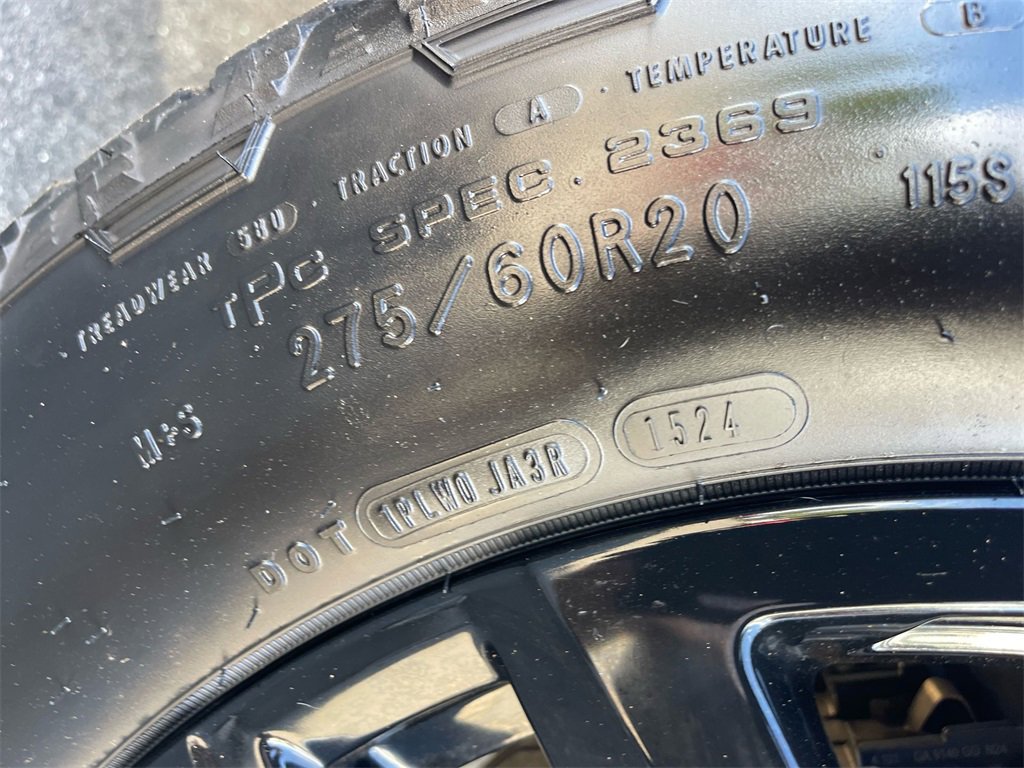 TREADWEAR 580 · TRACTION A · TEMPERATURE B
TPC SPEC. 2369
275/60R20 115S
M+S
DOT 1PLW0 JA3R 1524